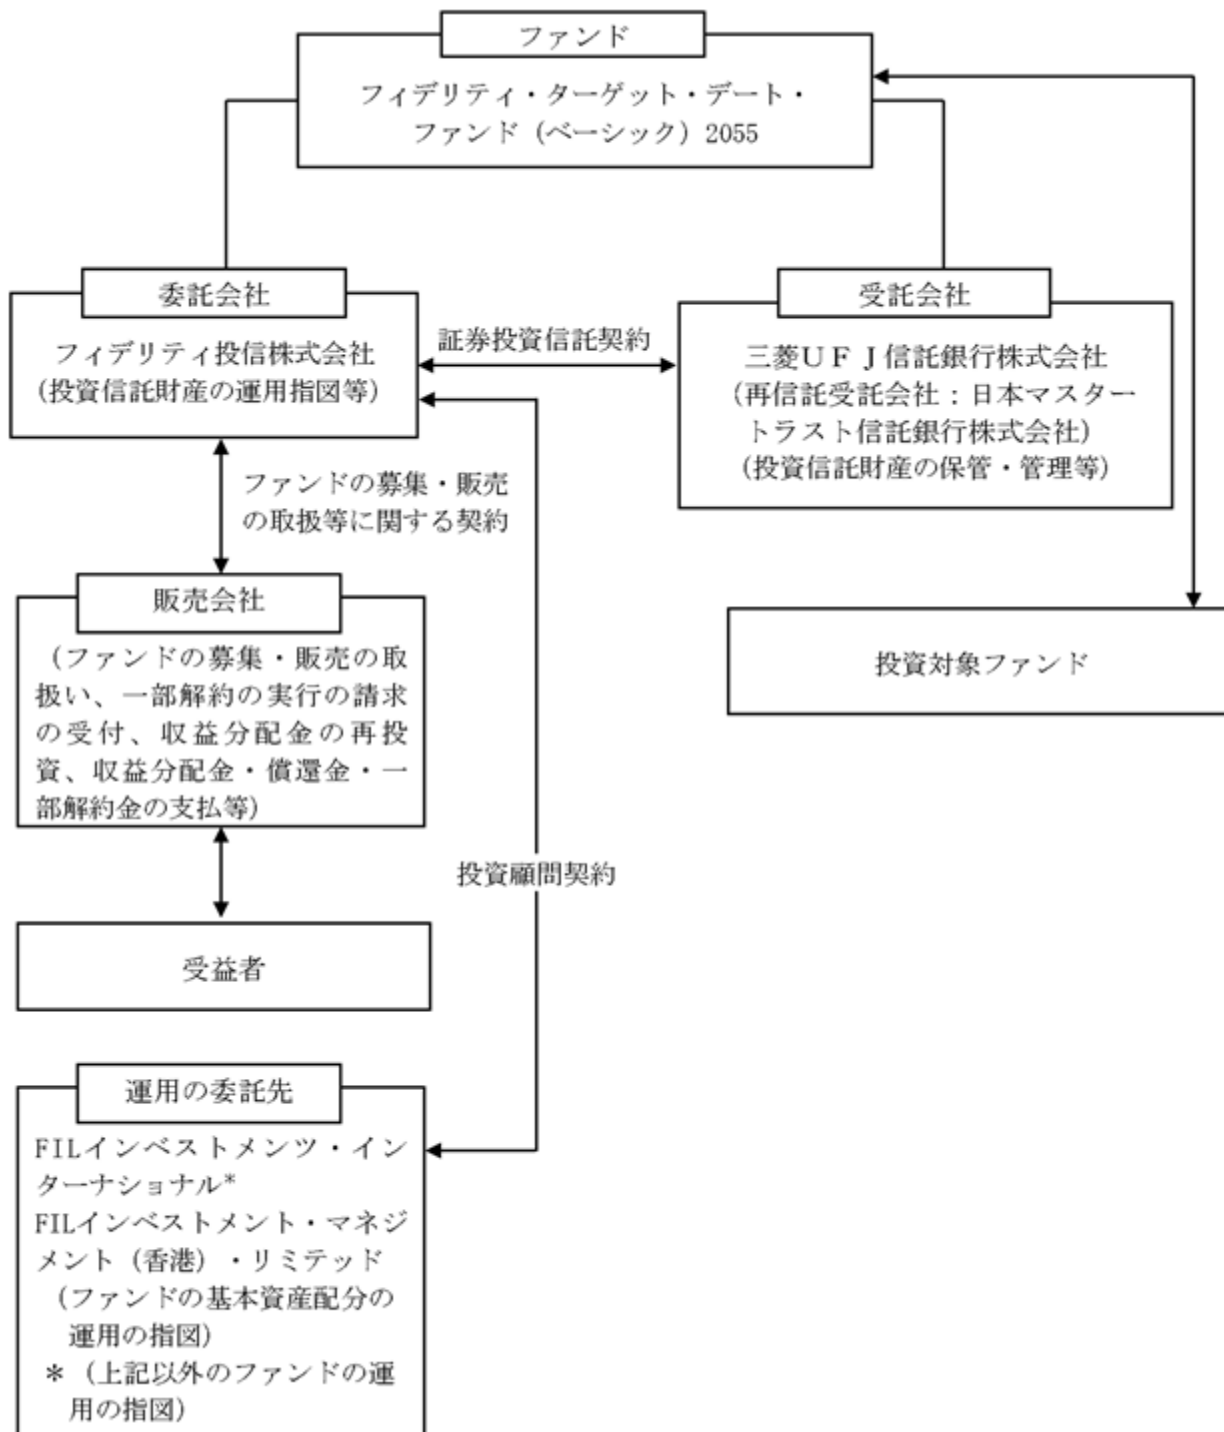 ファンド
フィデリティ・ターゲット・デート・
ファンド（ベーシック）2055
委託会社
フィデリティ投信株式会社
（投資信託財産の運用指図等）
証券投資信託契約
受託会社
三菱ＵＦＪ信託銀行株式会社
（再信託受託会社：日本マスター
トラスト信託銀行株式会社）
（投資信託財産の保管・管理等）
ファンドの募集・販売
の取扱等に関する契約
販売会社
（ファンドの募集・販売の取
扱い、一部解約の実行の請求
の受付、収益分配金の再投
資、収益分配金・償還金・一
部解約金の支払等）
投資対象ファンド
投資顧問契約
受益者
運用の委託先
FILインベストメンツ・イン
ターナショナル*
FILインベストメント・マネジ
メント（香港）・リミテッド
（ファンドの基本資産配分の
運用の指図）
＊（上記以外のファンドの運
用の指図）